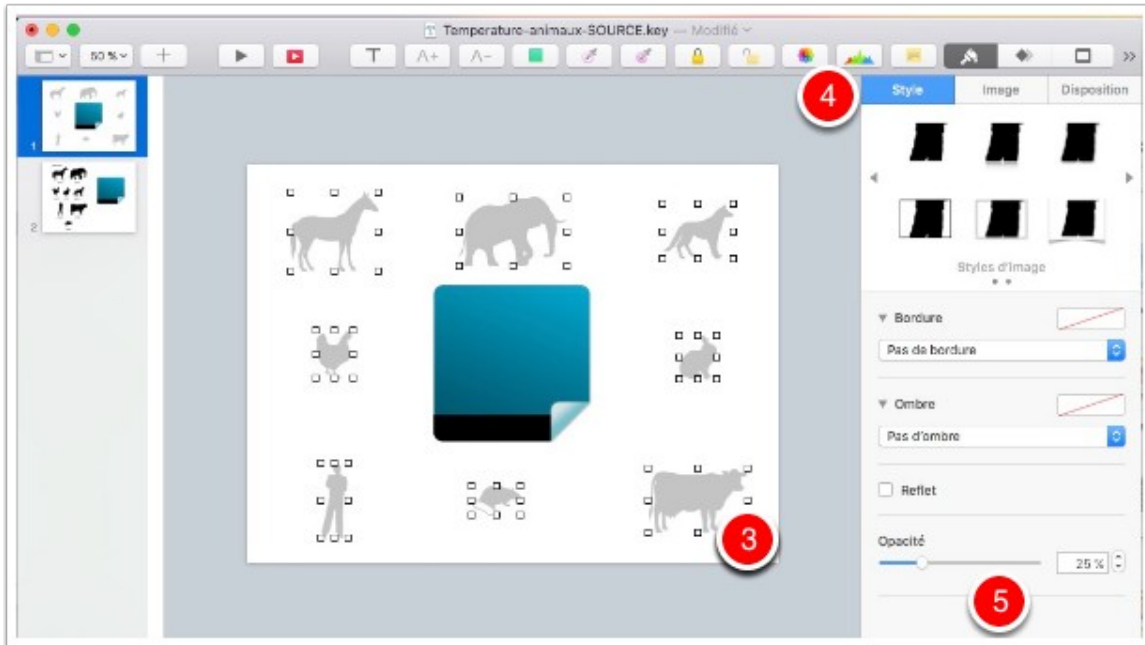 Temperature-animaux-SOURCE.key — Modifié
50 %
T A+ A-
4
Style Image Disposition
1
2
Styles d'image
Bordure
Pas de bordure
Ombre
Pas d'ombre
Reflet
3
Opacité
25 %
5